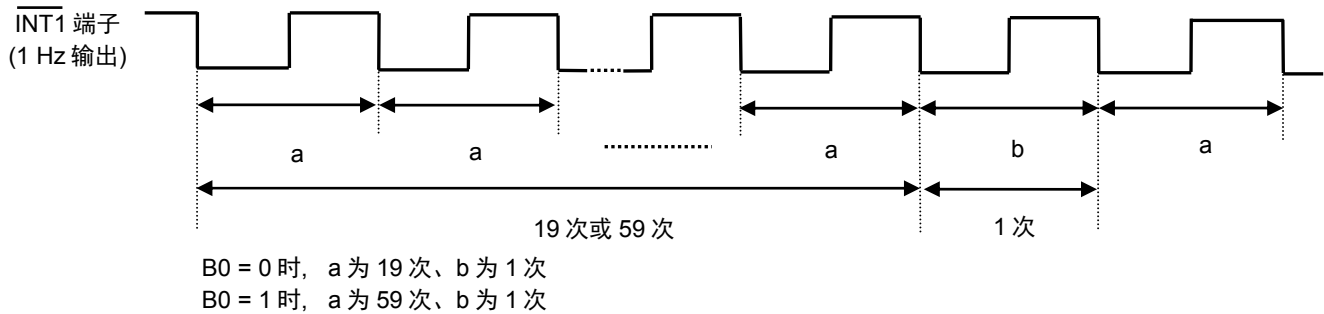 INT1 端子
(1 Hz 输出)
a a a b a
19 次或 59 次 1 次
B0 = 0 时, a 为 19 次、b 为 1 次
B0 = 1 时, a 为 59 次、b 为 1 次